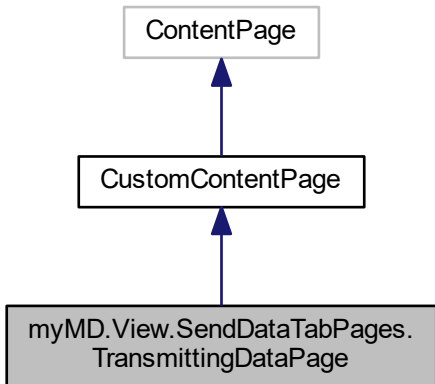 ContentPage
CustomContentPage
myMD.View.SendDataTabPages.
TransmittingDataPage